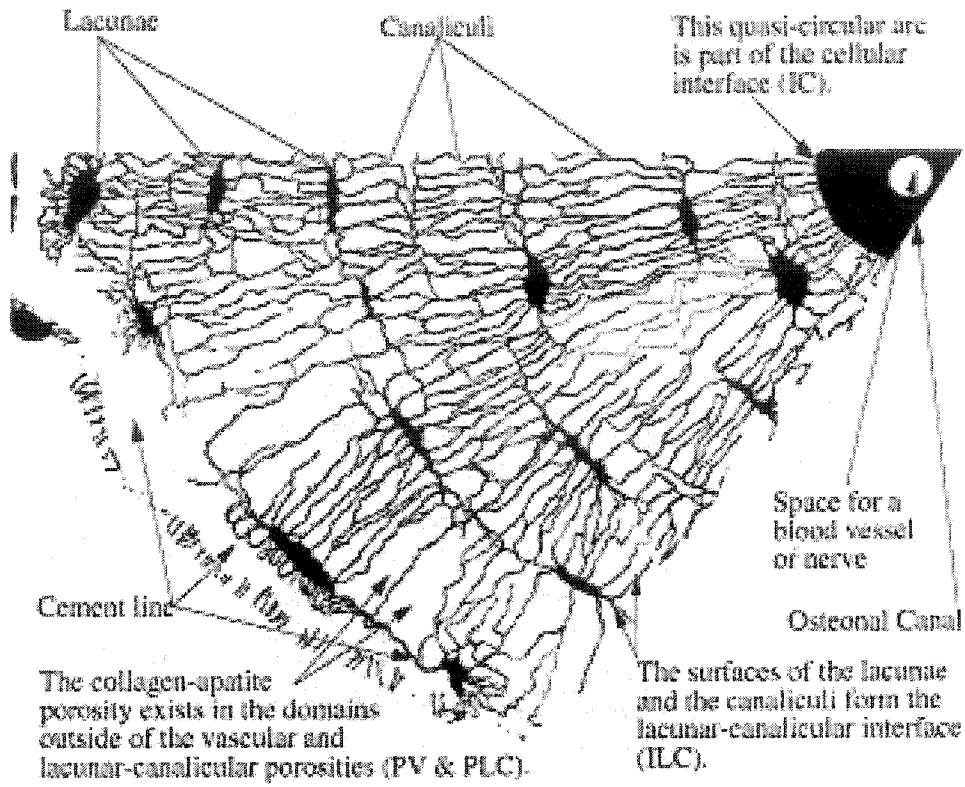 Lacunae
Canaliculi
This quasi-circular arc
is part of the cellular
interface (IC).
Space for a
blood vessel
or nerve
Osteonal Canal
Cement line
The collagen-apatite
porosity exists in the domains
outside of the vascular and
lacunar-canalicular porosities (PV & PLC).
The surfaces of the lacunae
and the canaliculi form the
lacunar-canalicular interface
(ILC).